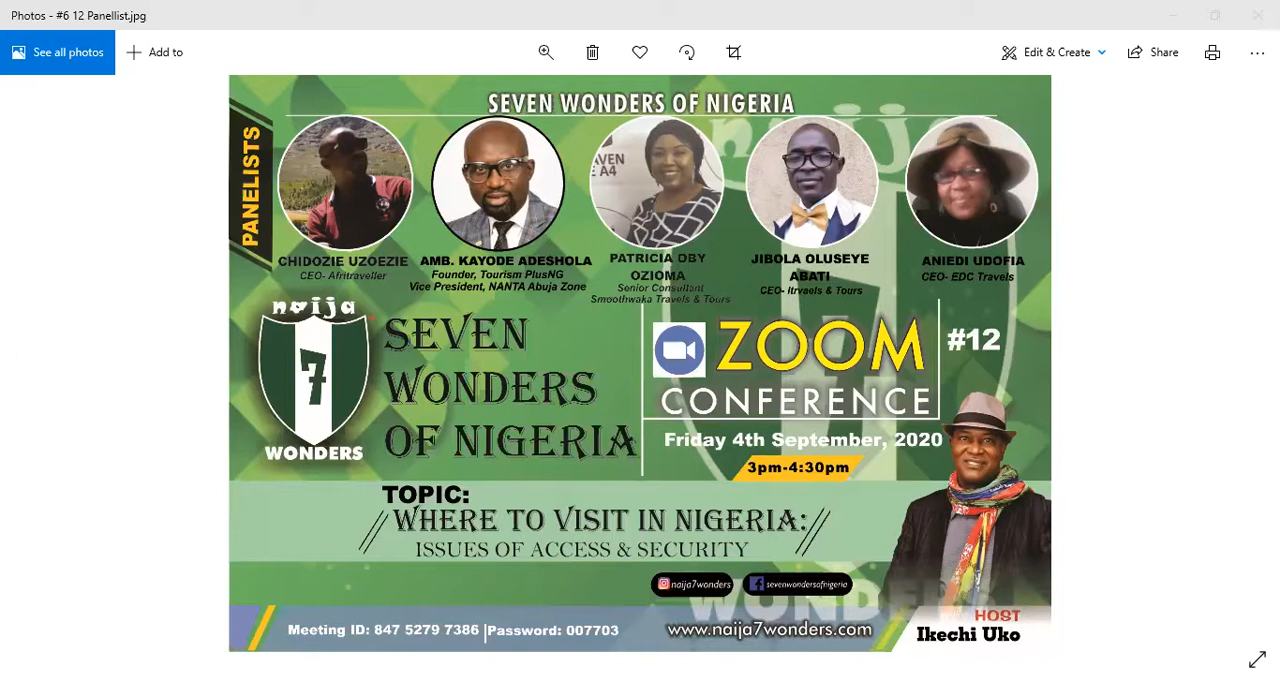 Photos - #6 12 Panellist.jpg
See all photos
Add to
Edit & Create
Share
SEVEN WONDERS OF NIGERIA
PANELISTS
CHIDOZIE UZOEZIE
CEO- Afritraveller
AMB. KAYODE ADESHOLA
Founder, Tourism PlusNG
Vice President, NANTA Abuja Zone
AVEN
E A4
PATRICIA OBY
OZIOMA
Senior Consultant
Smoothwaka Travels & Tours
JIBOLA OLUSEYE
ABATI
CEO- Itrvaels & Tours
ANIEDI UDOFIA
CEO- EDC Travels
naija
7
WONDERS
SEVEN
WONDERS
OF NIGERIA
ZOOM
CONFERENCE
#12
Friday 4th September, 2020
3pm-4:30pm
TOPIC:
WHERE TO VISIT IN NIGERIA:
ISSUES OF ACCESS & SECURITY
naija7wonders
sevenwondersofnigeria
WONDERS
Meeting ID: 847 5279 7386 |Password: 007703
www.naija7wonders.com
HOST
Ikechi Uko